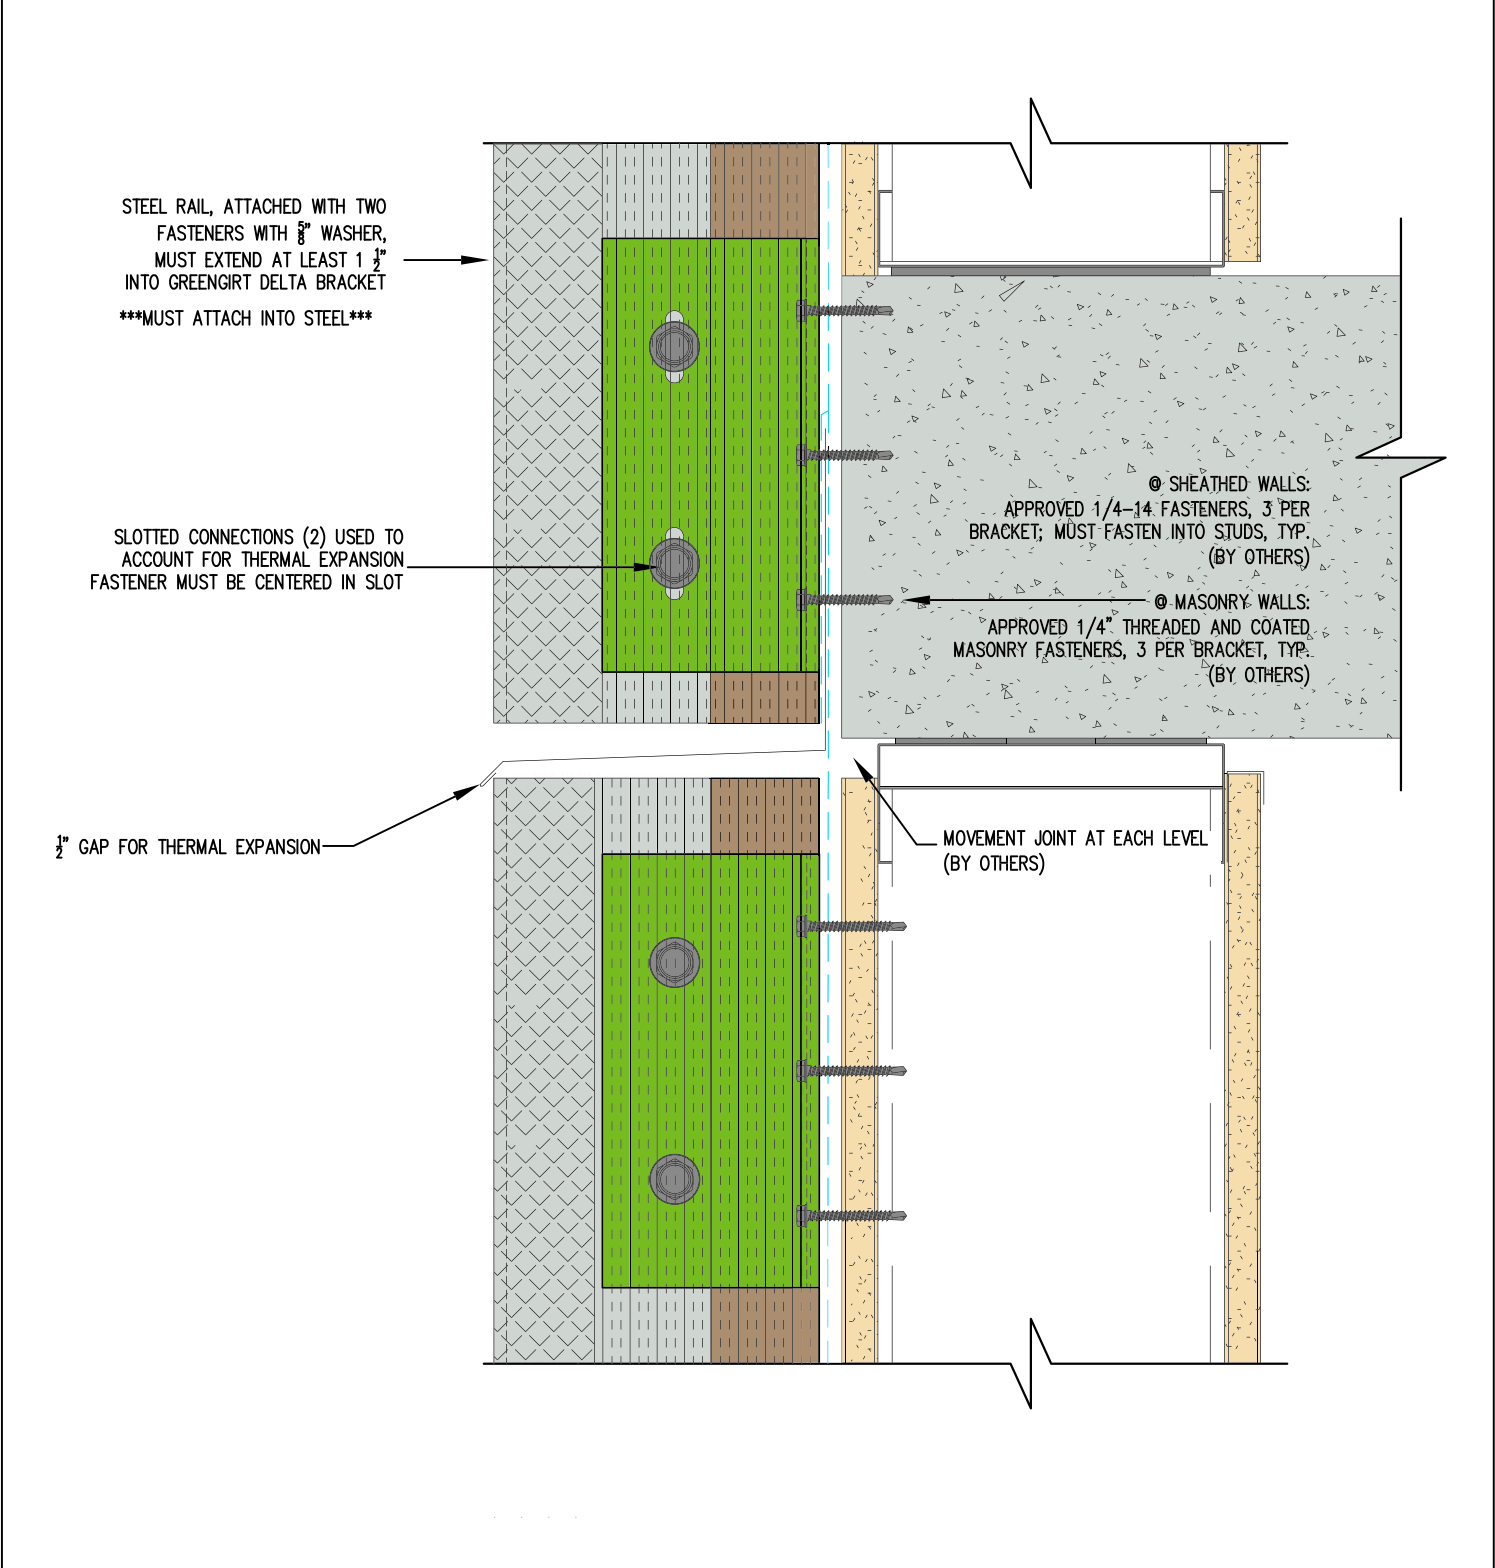 STEEL RAIL, ATTACHED WITH TWO
FASTENERS WITH 5/8" WASHER,
MUST EXTEND AT LEAST 1 1/2"
INTO GREENGIRT DELTA BRACKET
***MUST ATTACH INTO STEEL***
SLOTTED CONNECTIONS (2) USED TO
ACCOUNT FOR THERMAL EXPANSION
FASTENER MUST BE CENTERED IN SLOT
@ SHEATHED WALLS:
APPROVED 1/4-14 FASTENERS, 3 PER
BRACKET; MUST FASTEN INTO STUDS, TYP.
(BY OTHERS)
@ MASONRY WALLS:
APPROVED 1/4" THREADED AND COATED
MASONRY FASTENERS, 3 PER BRACKET, TYP.
(BY OTHERS)
1/2" GAP FOR THERMAL EXPANSION
MOVEMENT JOINT AT EACH LEVEL
(BY OTHERS)